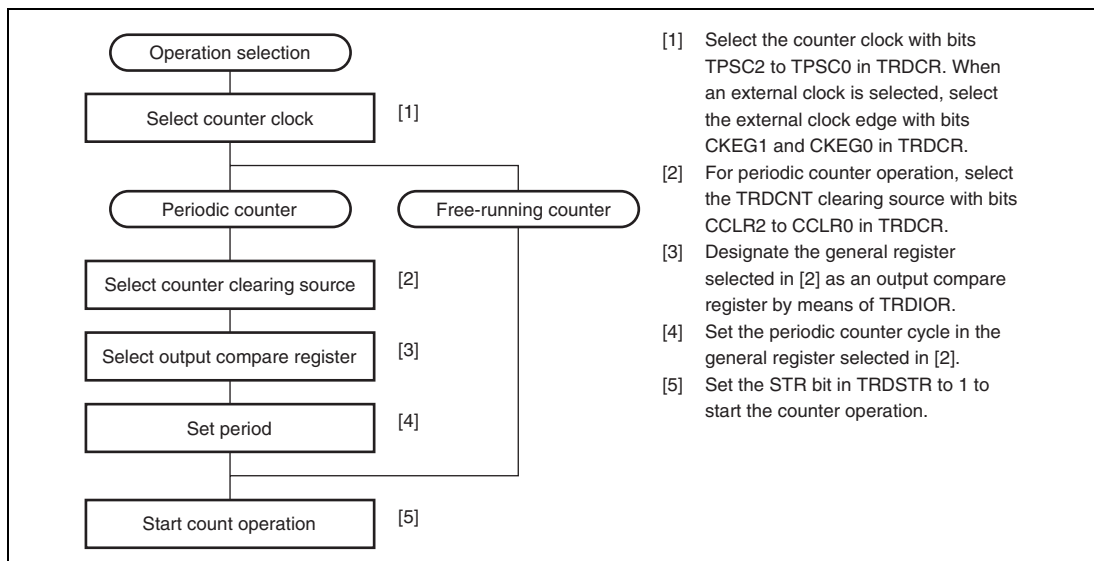 Operation selection
Select counter clock
[1]
Periodic counter
Free-running counter
Select counter clearing source
[2]
Select output compare register
[3]
Set period
[4]
Start count operation
[5]
[1] Select the counter clock with bits
TPSC2 to TPSC0 in TRDCR. When
an external clock is selected, select
the external clock edge with bits
CKEG1 and CKEG0 in TRDCR.
[2] For periodic counter operation, select
the TRDCNT clearing source with bits
CCLR2 to CCLR0 in TRDCR.
[3] Designate the general register
selected in [2] as an output compare
register by means of TRDIOR.
[4] Set the periodic counter cycle in the
general register selected in [2].
[5] Set the STR bit in TRDSTR to 1 to
start the counter operation.